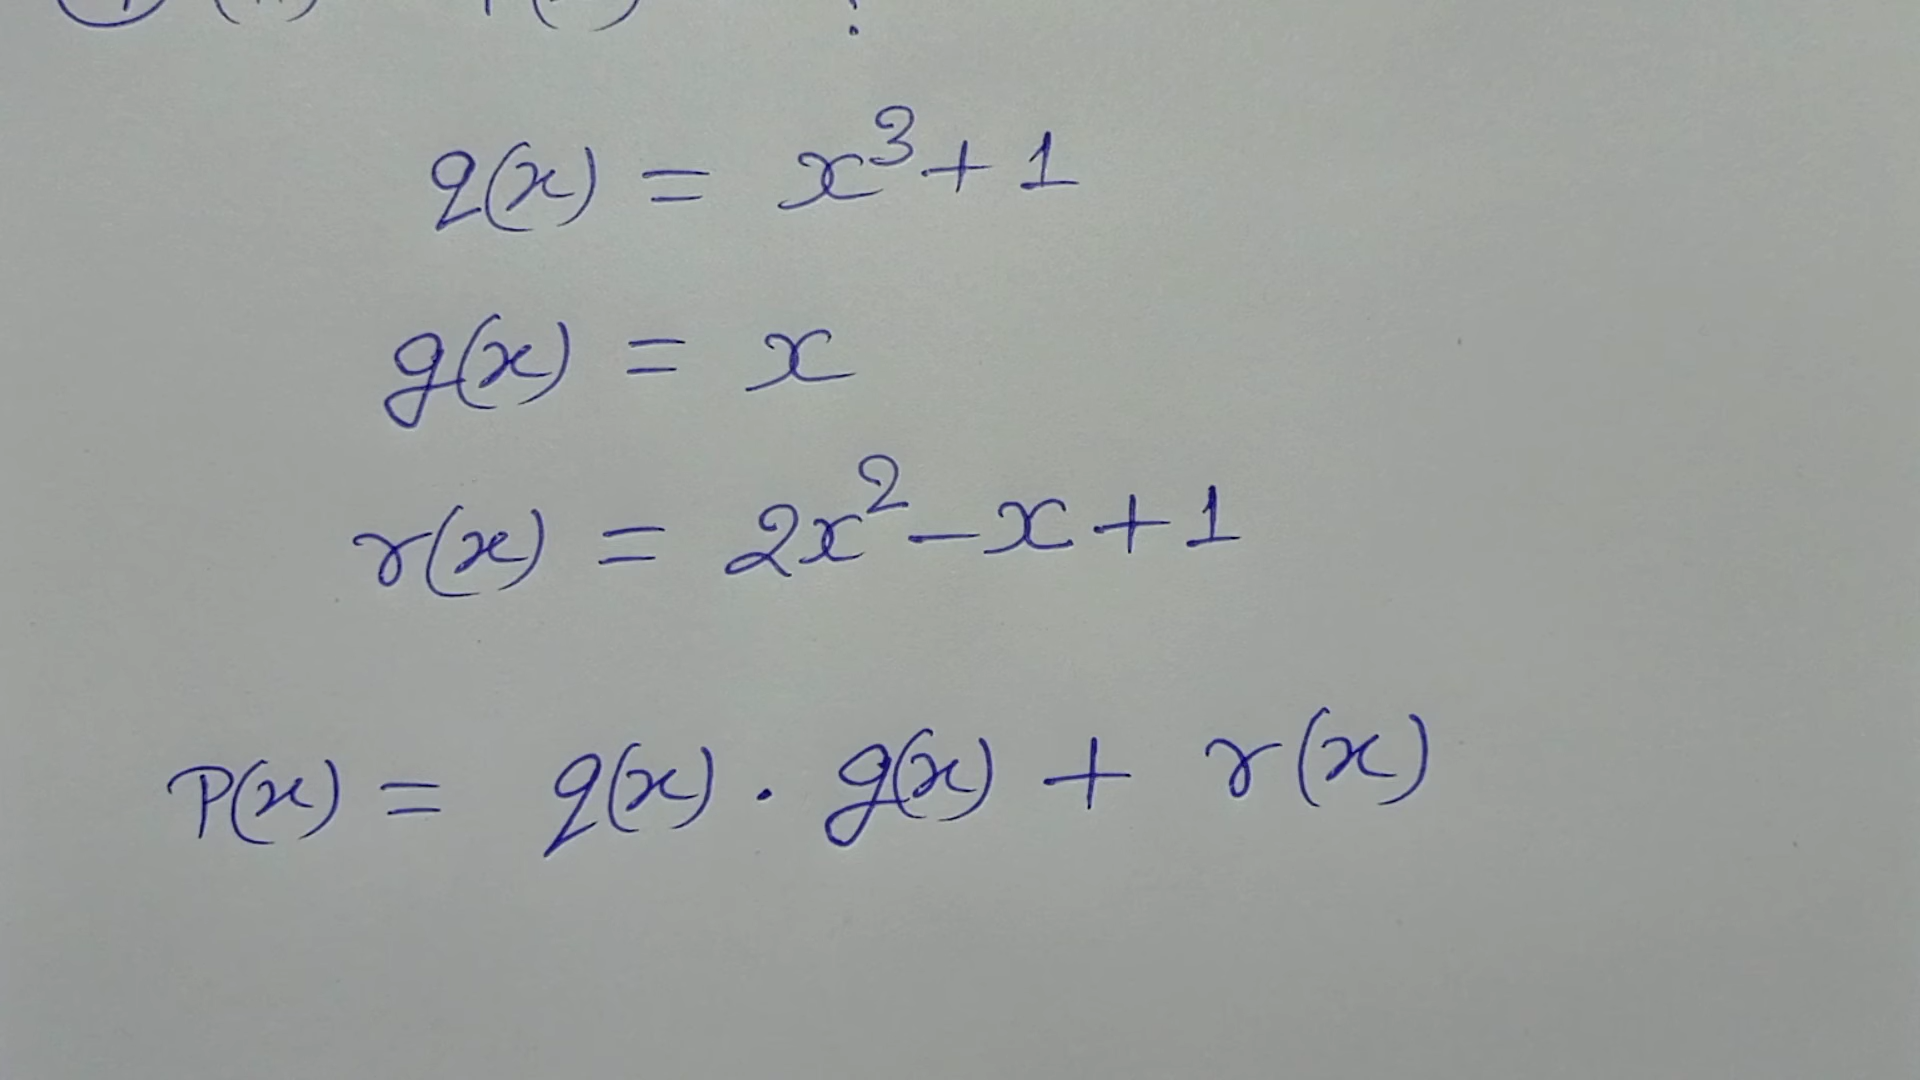 q(x) = x³ + 1
g(x) = x
r(x) = 2x² - x + 1
P(x) = q(x) . g(x) + r(x)